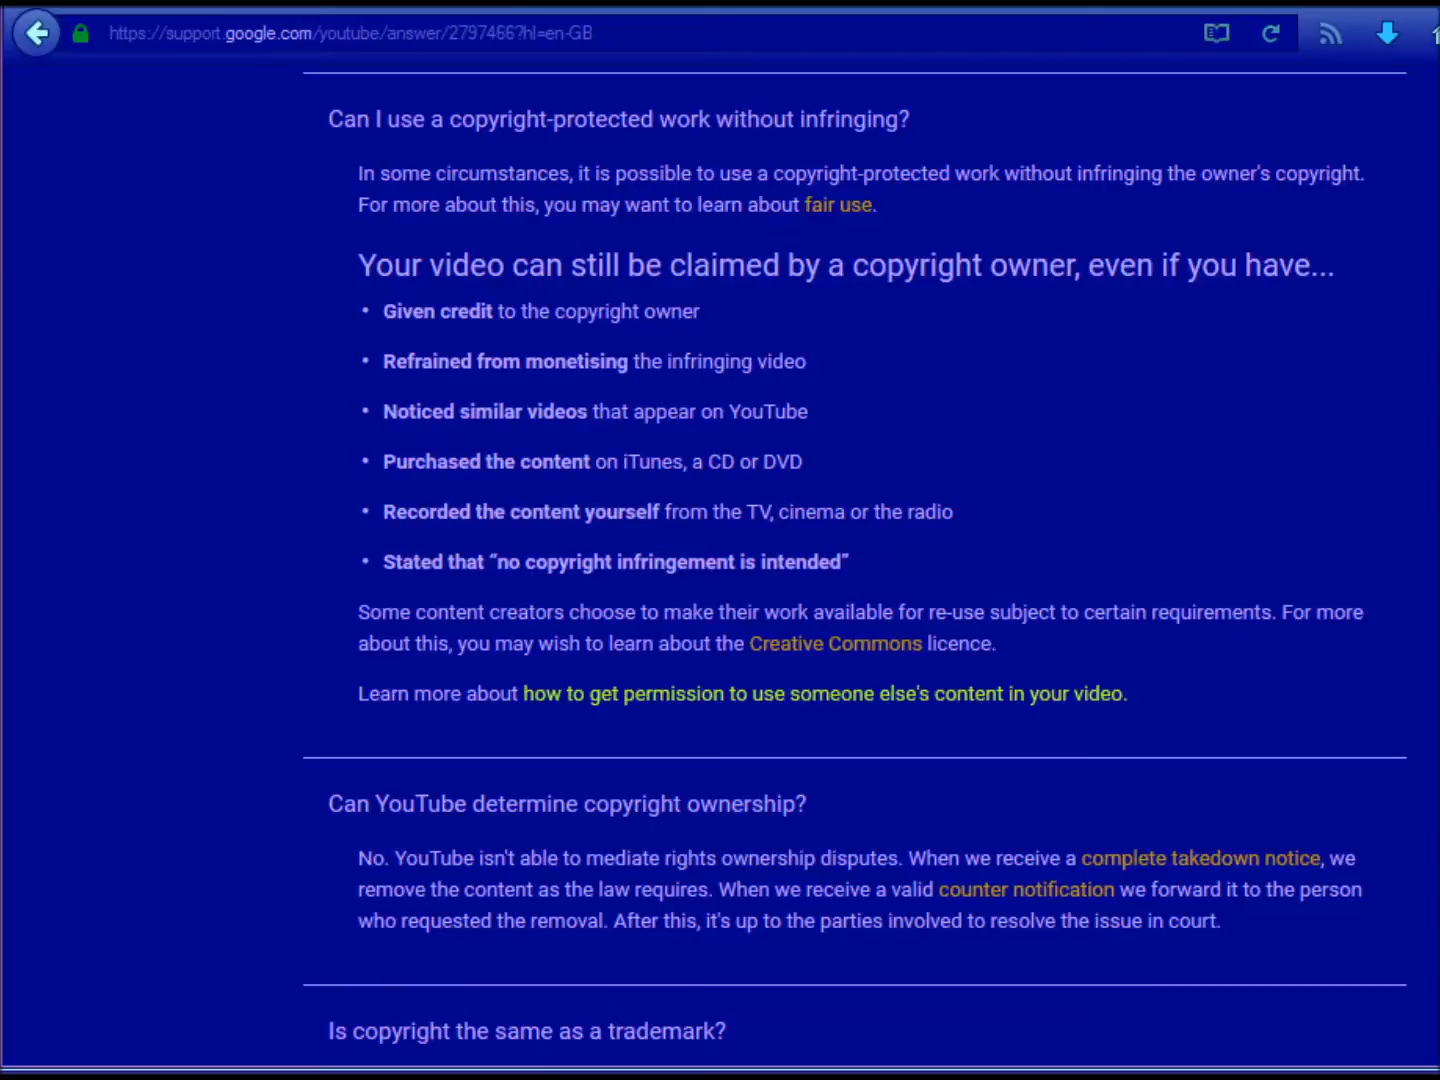 https://support.google.com/youtube/answer/2797466?hl=en-GB
Can I use a copyright-protected work without infringing?
In some circumstances, it is possible to use a copyright-protected work without infringing the owner's copyright.
For more about this, you may want to learn about fair use.
Your video can still be claimed by a copyright owner, even if you have...
• Given credit to the copyright owner
• Refrained from monetising the infringing video
• Noticed similar videos that appear on YouTube
• Purchased the content on iTunes, a CD or DVD
• Recorded the content yourself from the TV, cinema or the radio
• Stated that “no copyright infringement is intended”
Some content creators choose to make their work available for re-use subject to certain requirements. For more
about this, you may wish to learn about the Creative Commons licence.
Learn more about how to get permission to use someone else's content in your video.
Can YouTube determine copyright ownership?
No. YouTube isn't able to mediate rights ownership disputes. When we receive a complete takedown notice, we
remove the content as the law requires. When we receive a valid counter notification we forward it to the person
who requested the removal. After this, it's up to the parties involved to resolve the issue in court.
Is copyright the same as a trademark?